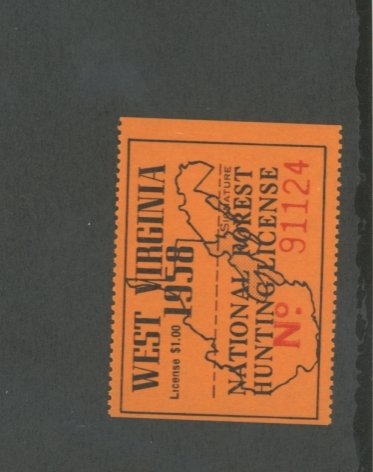 WEST VIRGINIA
License $1.00 1958
SIGNATURE
NATIONAL FOREST
HUNTING LICENSE
Nº 91124